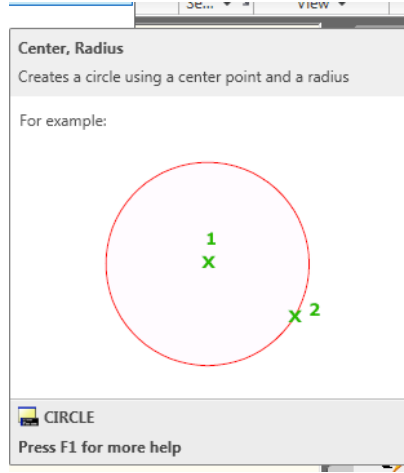 Se...
View
Center, Radius
Creates a circle using a center point and a radius
For example:
1
X
X 2
CIRCLE
Press F1 for more help